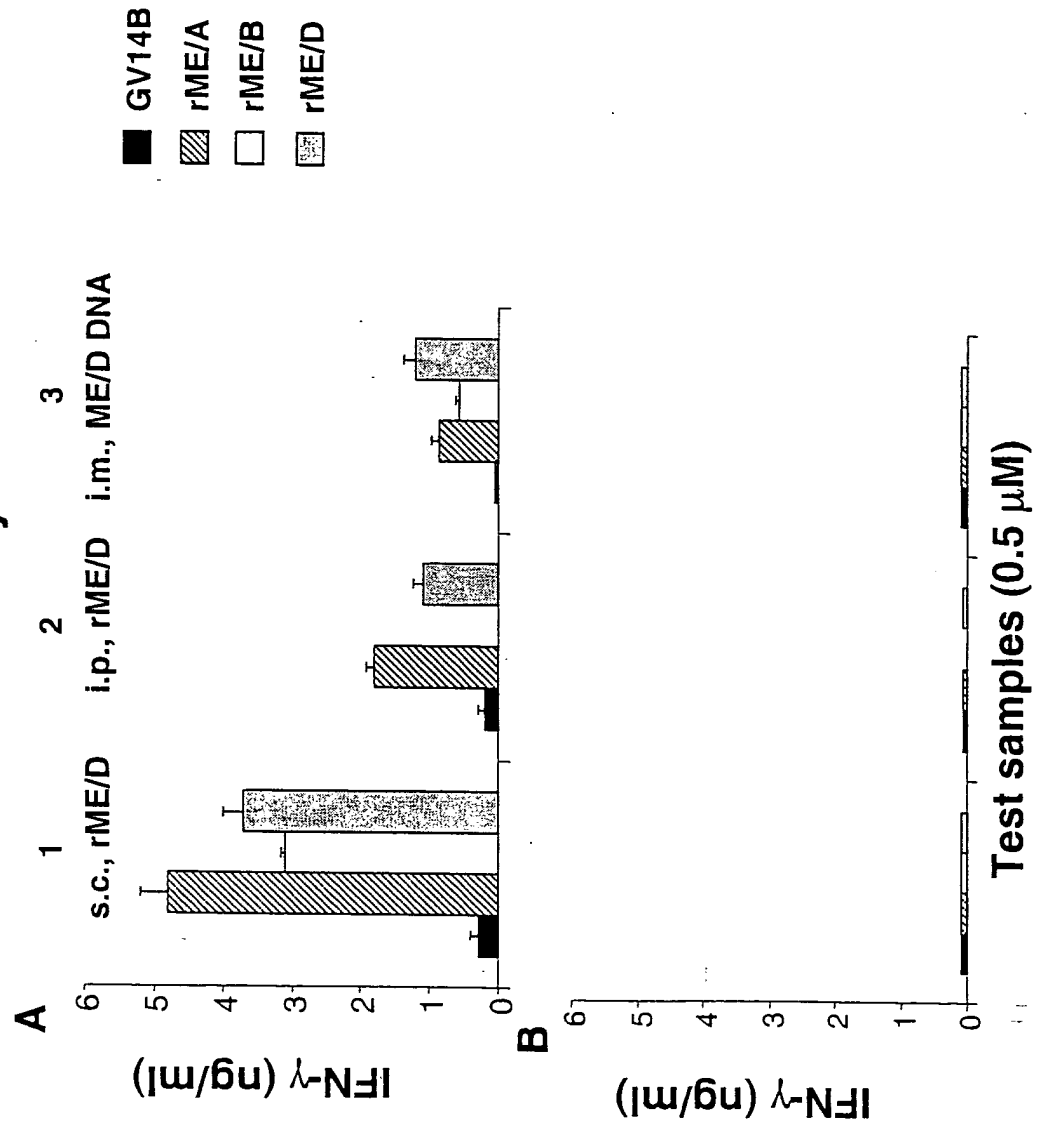 A
1
2
3
s.c., rME/D
i.p., rME/D
i.m., ME/D DNA
GV14B
rME/A
rME/B
rME/D
IFN-γ (ng/ml)
6
5
4
3
2
1
0
B
IFN-γ (ng/ml)
6
5
4
3
2
1
0
Test samples (0.5 μM)